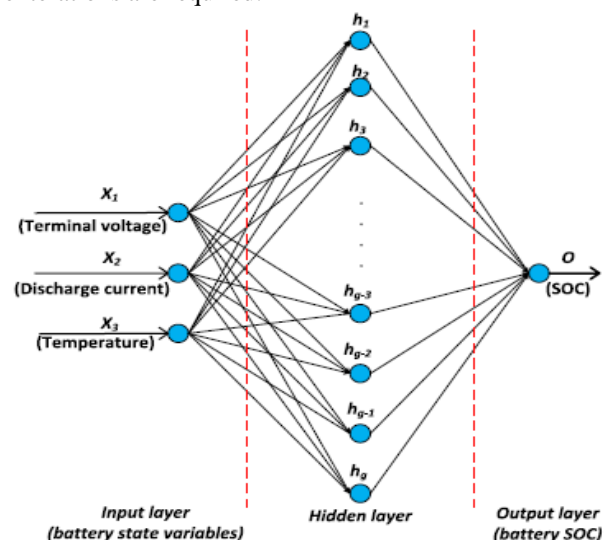 h1
h2
h3
X1
(Terminal voltage)
X2
(Discharge current)
X3
(Temperature)
hg-3
hg-2
hg-1
hg
O
(SOC)
Input layer
(battery state variables)
Hidden layer
Output layer
(battery SOC)